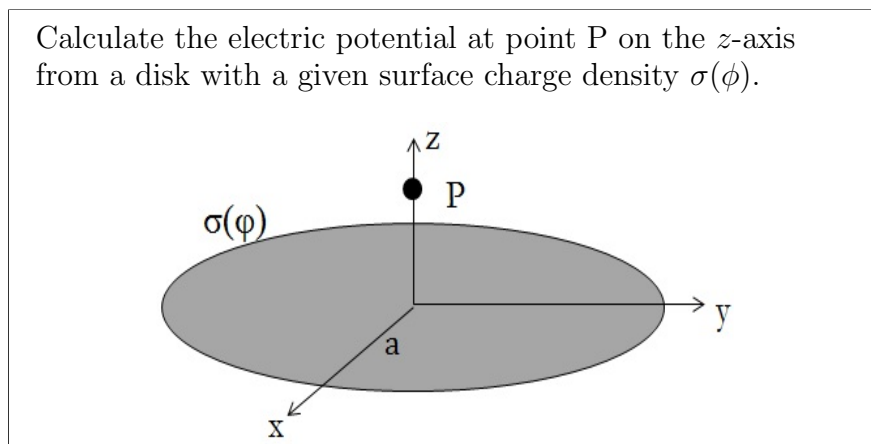 Calculate the electric potential at point P on the z-axis
from a disk with a given surface charge density σ(ϕ).
z
P
σ(φ)
y
a
x